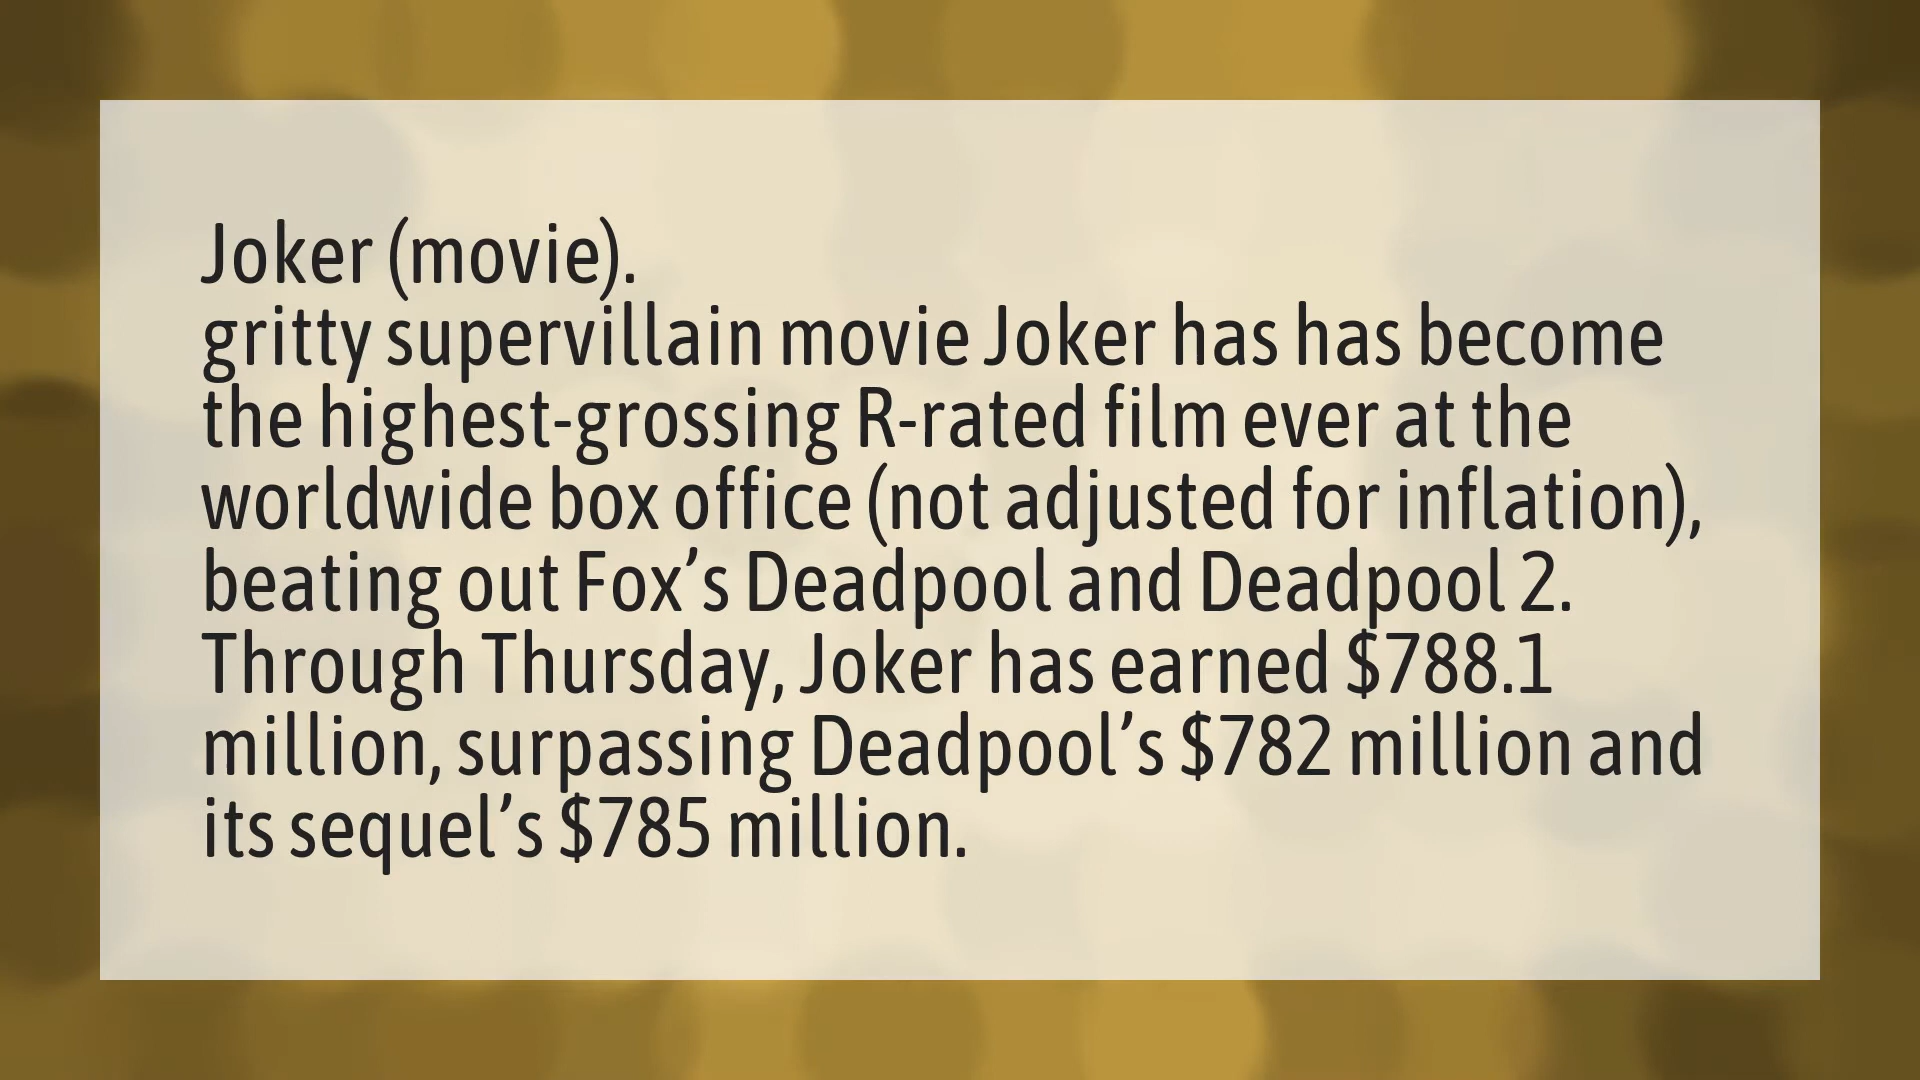 Joker (movie).
gritty supervillain movie Joker has has become
the highest-grossing R-rated film ever at the
worldwide box office (not adjusted for inflation),
beating out Fox’s Deadpool and Deadpool 2.
Through Thursday, Joker has earned $788.1
million, surpassing Deadpool’s $782 million and
its sequel’s $785 million.